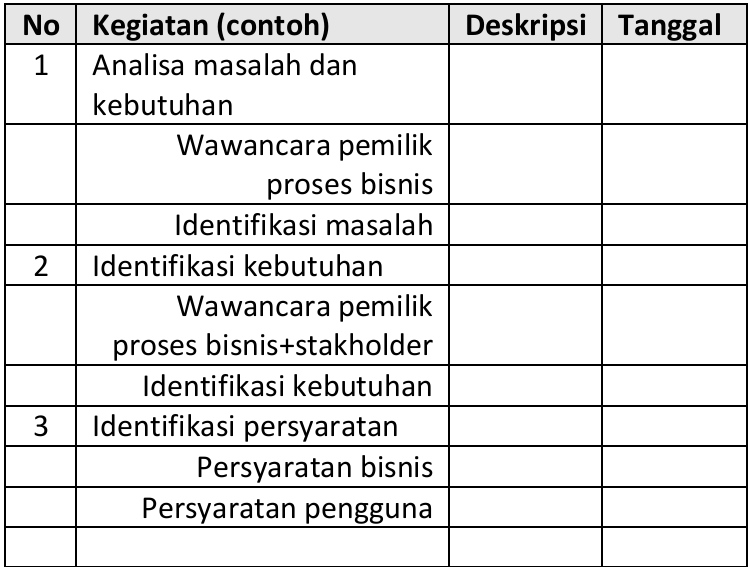 No Kegiatan (contoh) Deskripsi Tanggal
1 Analisa masalah dan
kebutuhan
Wawancara pemilik
proses bisnis
Identifikasi masalah
2 Identifikasi kebutuhan
Wawancara pemilik
proses bisnis+stakholder
Identifikasi kebutuhan
3 Identifikasi persyaratan
Persyaratan bisnis
Persyaratan pengguna